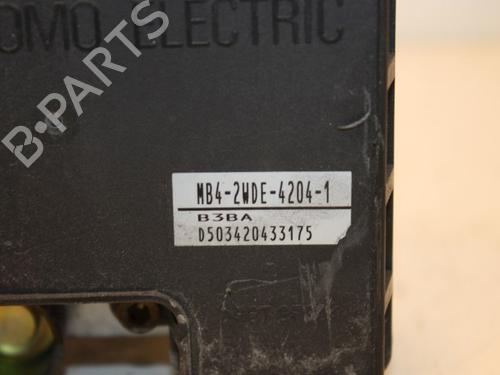 OMO ELECTRIC
B-PARTS
MB4-2WDE-4204-1
B3BA
D503420433175